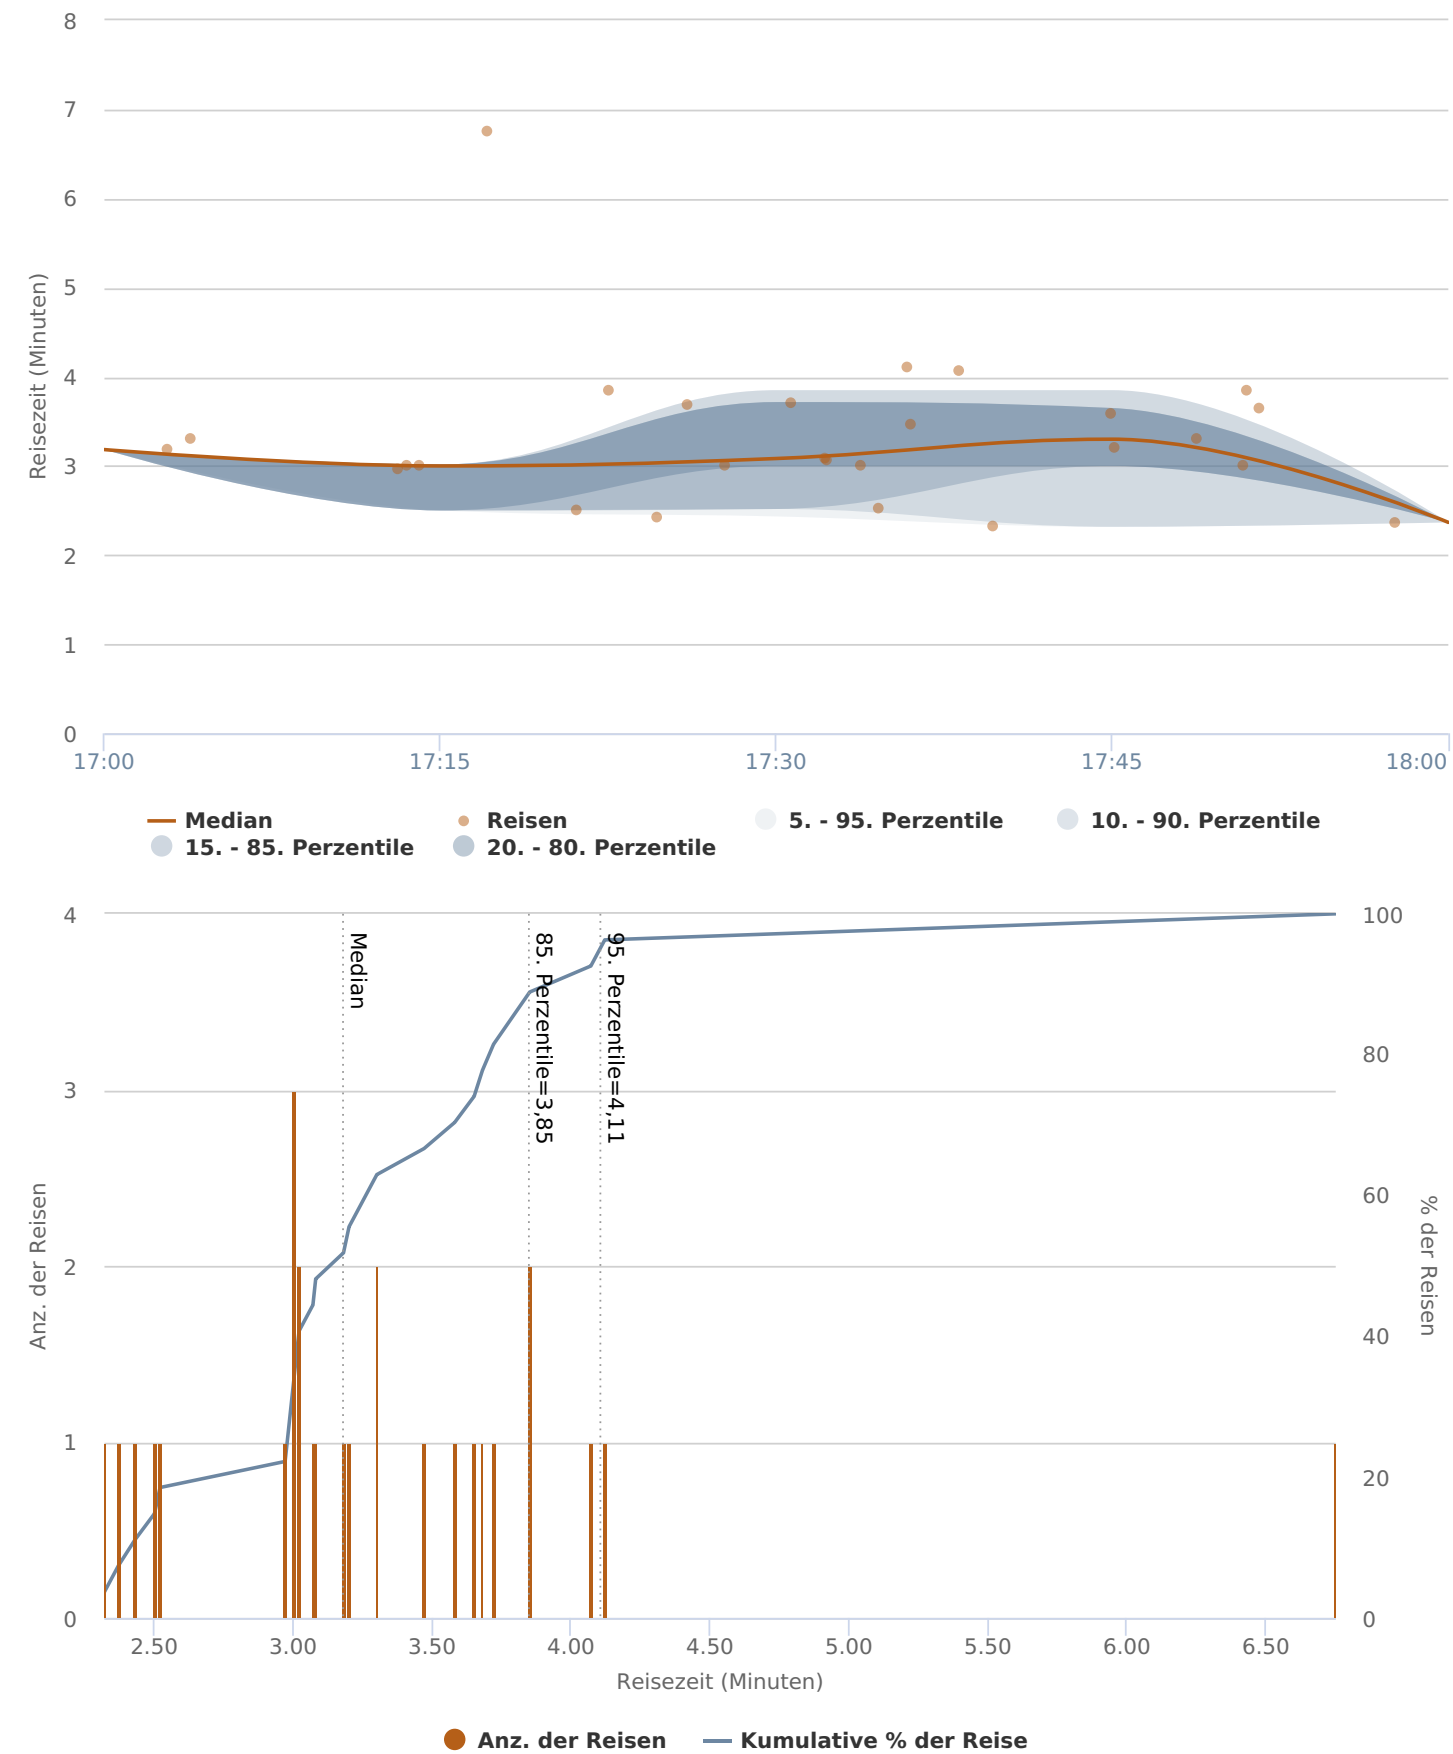 8
7
6
5
4
3
2
1
0
Reisezeit (Minuten)
17:00 17:15 17:30 17:45 18:00
Median Reisen 5. - 95. Perzentile 10. - 90. Perzentile
15. - 85. Perzentile 20. - 80. Perzentile
4
3
2
1
0
Anz. der Reisen
Median
85. Perzentile=3,85
95. Perzentile=4,11
100
80
60
40
20
0
% der Reisen
2.50 3.00 3.50 4.00 4.50 5.00 5.50 6.00 6.50
Reisezeit (Minuten)
Anz. der Reisen Kumulative % der Reise